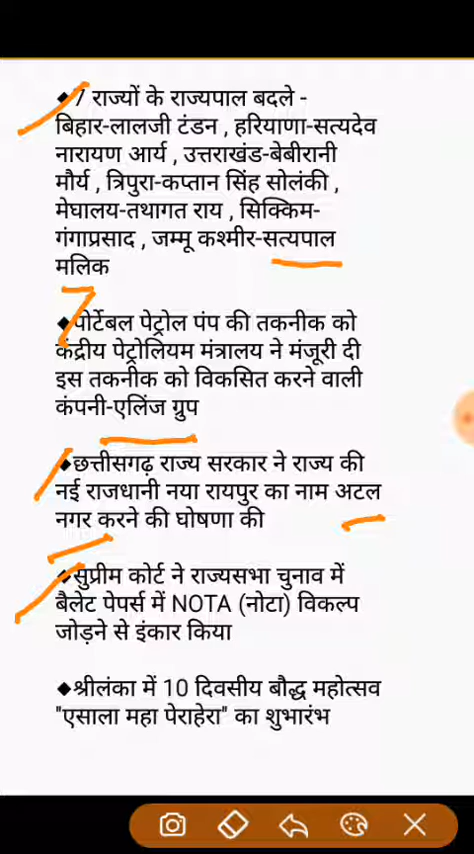 ◆7 राज्यों के राज्यपाल बदले -
बिहार-लालजी टंडन , हरियाणा-सत्यदेव
नारायण आर्य , उत्तराखंड-बेबीरानी
मौर्य , त्रिपुरा-कप्तान सिंह सोलंकी ,
मेघालय-तथागत राय , सिक्किम-
गंगाप्रसाद , जम्मू कश्मीर-सत्यपाल
मलिक
◆पोर्टेबल पेट्रोल पंप की तकनीक को
केंद्रीय पेट्रोलियम मंत्रालय ने मंजूरी दी
इस तकनीक को विकसित करने वाली
कंपनी-एलिंज ग्रुप
◆छत्तीसगढ़ राज्य सरकार ने राज्य की
नई राजधानी नया रायपुर का नाम अटल
नगर करने की घोषणा की
◆सुप्रीम कोर्ट ने राज्यसभा चुनाव में
बैलेट पेपर्स में NOTA (नोटा) विकल्प
जोड़ने से इंकार किया
◆श्रीलंका में 10 दिवसीय बौद्ध महोत्सव
"एसाला महा पेराहेरा" का शुभारंभ